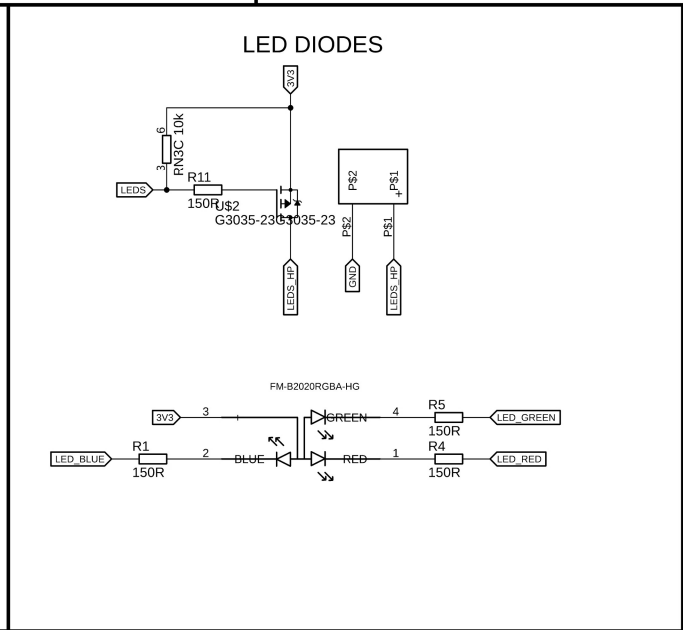 LED DIODES
3V3
6
RN3C 10k
3
LEDS
R11
150R
U$2
G3035-23G3035-23
LEDS_HP
P$2
P$1
+
P$2
P$1
GND
LEDS_HP
FM-B2020RGBA-HG
3V3
3
+
GREEN
4
R5
150R
LED_GREEN
LED_BLUE
R1
150R
2
BLUE
RED
1
R4
150R
LED_RED